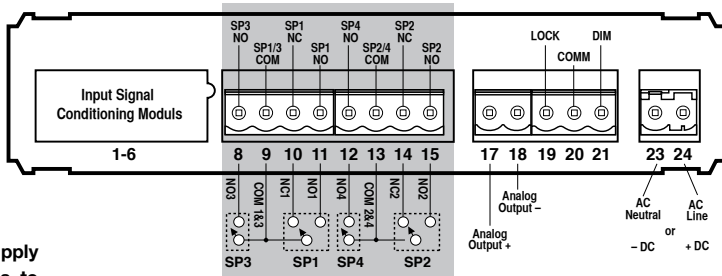 SP3 NO
SP1/3 COM
SP1 NC
SP1 NO
SP4 NO
SP2/4 COM
SP2 NC
SP2 NO
LOCK
COMM
DIM
Input Signal
Conditioning Moduls
1-6
8 9 10 11 12 13 14 15
17 18 19 20 21
23 24
NO3
COM 1&3
NC1
NO1
NO4
COM 2&4
NC2
NO2
SP3
SP1
SP4
SP2
Analog
Output +
Analog
Output –
AC
Neutral
or
AC
Line
– DC
+ DC
pply
s, to